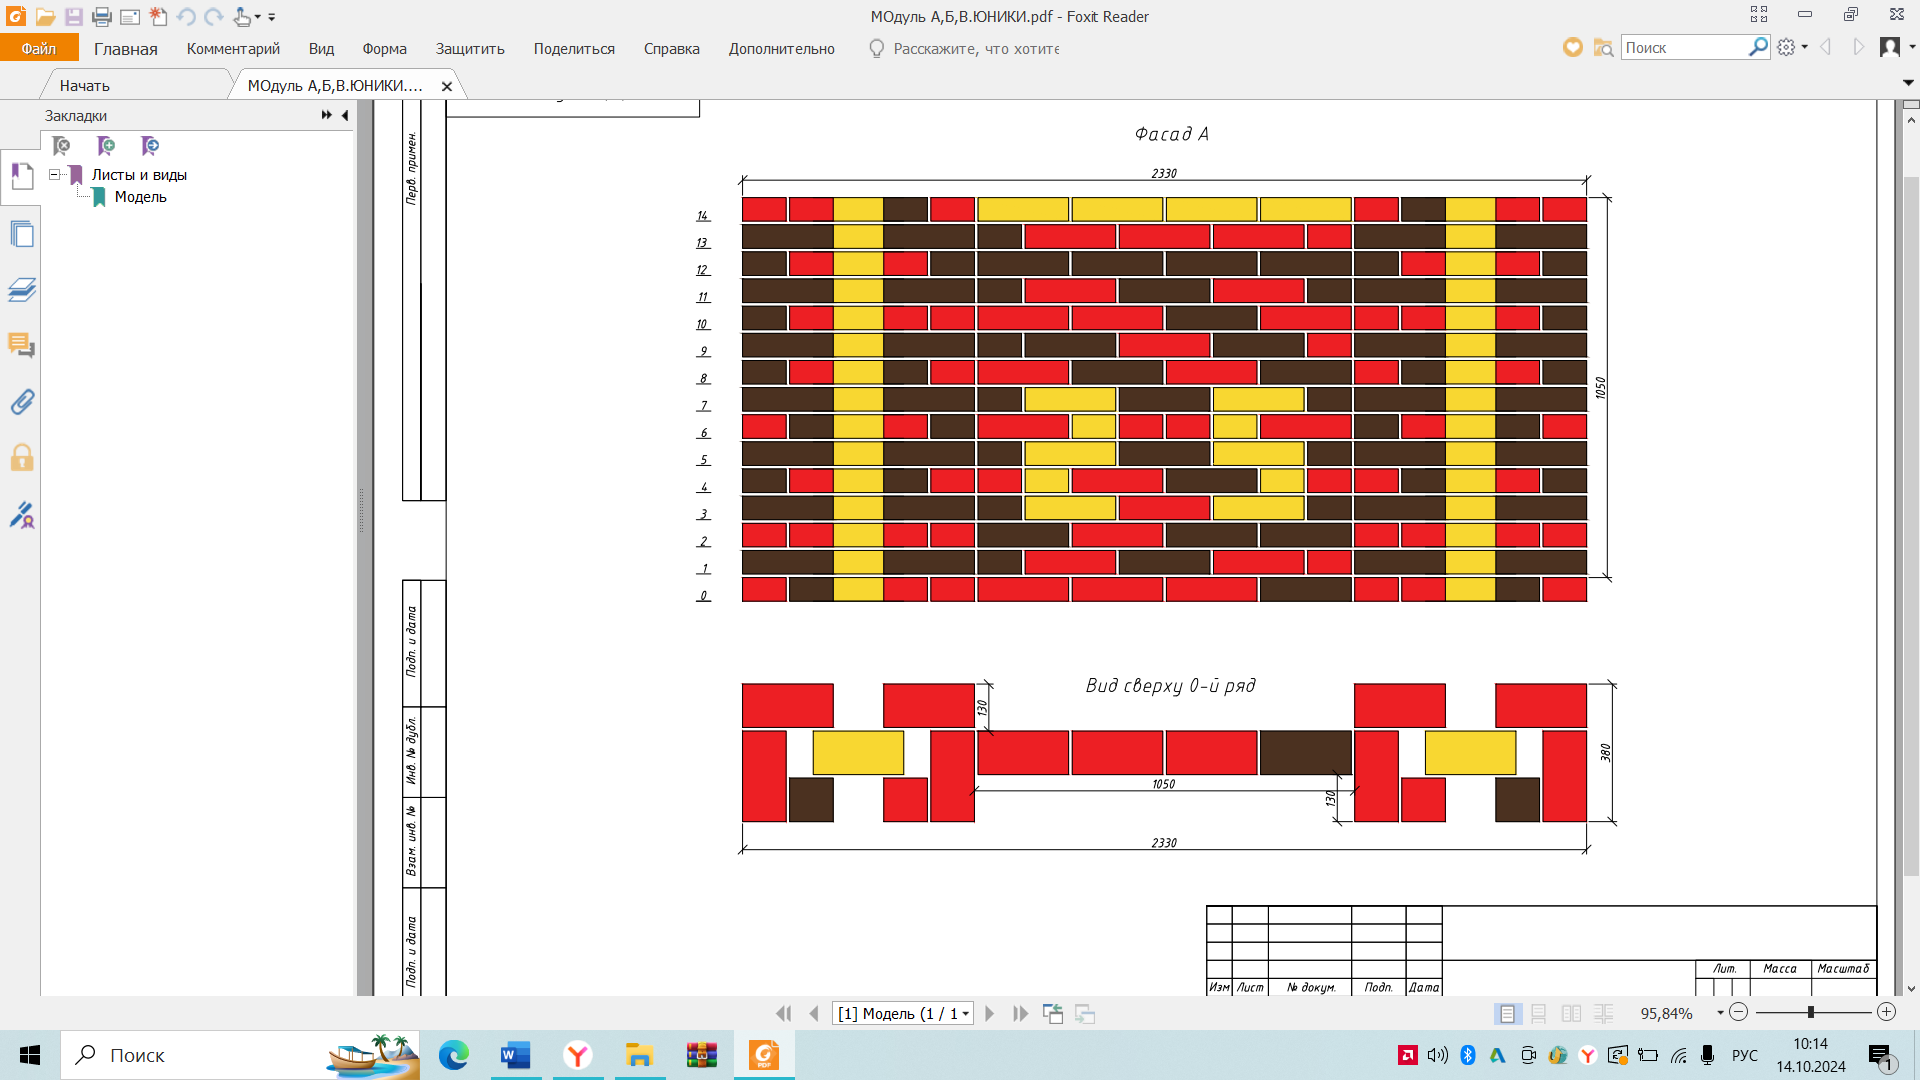 МОдуль А,Б,В.ЮНИКИ.pdf - Foxit Reader
Файл
Главная
Комментарий
Вид
Форма
Защитить
Поделиться
Справка
Дополнительно
Расскажите, что хотите
Поиск
Начать
МОдуль А,Б,В.ЮНИКИ....
Закладки
Листы и виды
Модель
Перв. примен.
Фасад А
2330
14
13
12
11
10
9
8
7
6
5
4
3
2
1
0
1050
Подп. и дата
Инв. № дубл.
Взам. инв. №
Подп. и дата
Вид сверху 0-й ряд
130
1050
130
380
2330
Лит.
Масса
Масштаб
Изм
Лист
№ докум.
Подп.
Дата
[1] Модель (1 / 1
95,84%
Поиск
РУС
10:14
14.10.2024
1